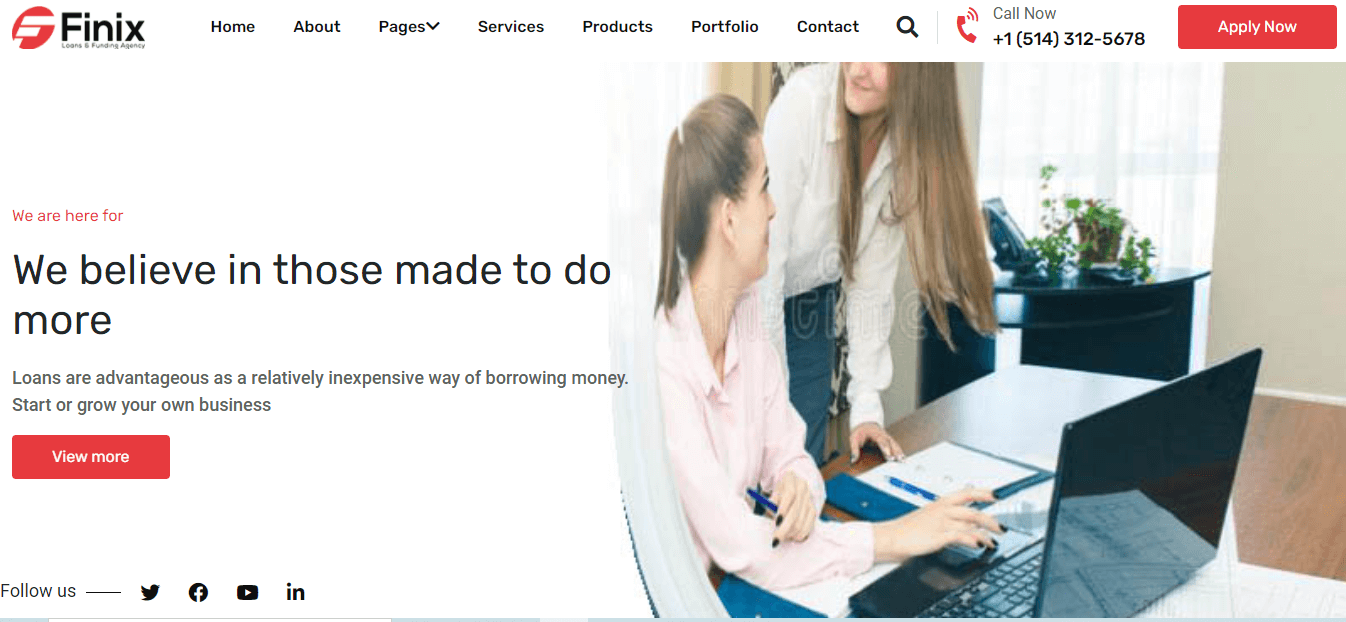 Finix
Loans & Funding Agency
Home
About
Pages
Services
Products
Portfolio
Contact
Call Now
+1 (514) 312-5678
Apply Now
We are here for
We believe in those made to do
more
Loans are advantageous as a relatively inexpensive way of borrowing money.
Start or grow your own business
View more
Follow us